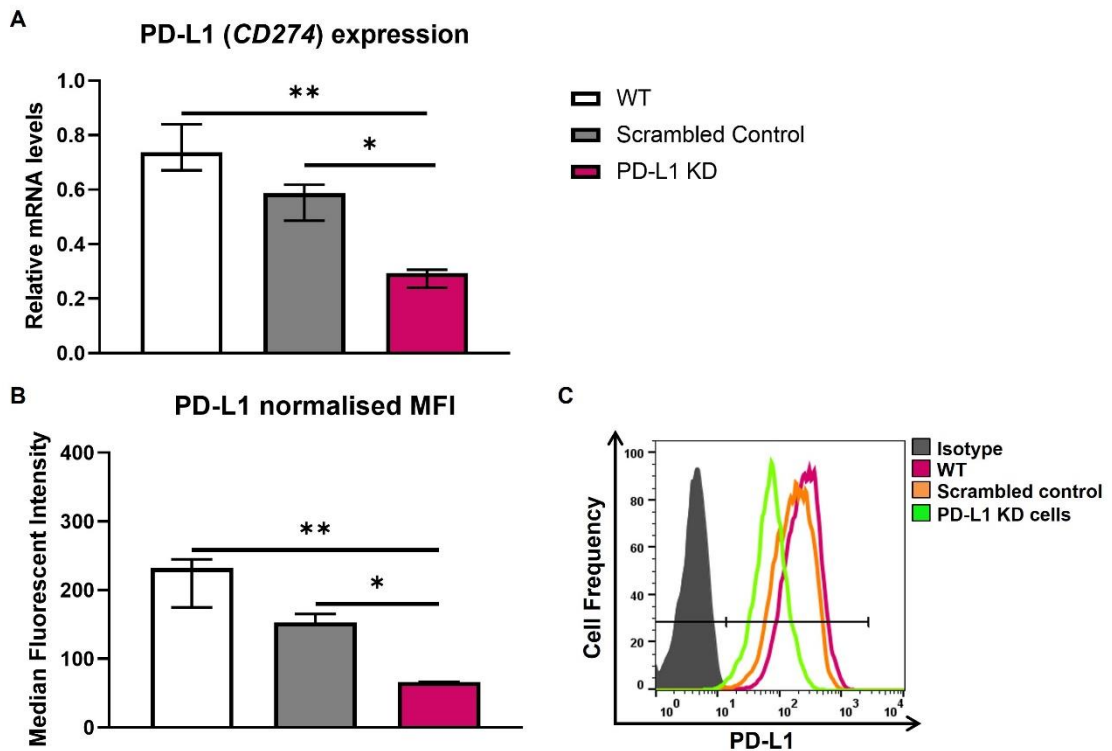 A
PD-L1 (CD274) expression
Relative mRNA levels
1.0
0.8
0.6
0.4
0.2
0.0
**
*
WT
Scrambled Control
PD-L1 KD
B
PD-L1 normalised MFI
Median Fluorescent Intensity
400
300
200
100
0
**
*
C
Cell Frequency
100
80
60
40
20
0
10⁰ 10¹ 10² 10³ 10⁴
PD-L1
Isotype
WT
Scrambled control
PD-L1 KD cells